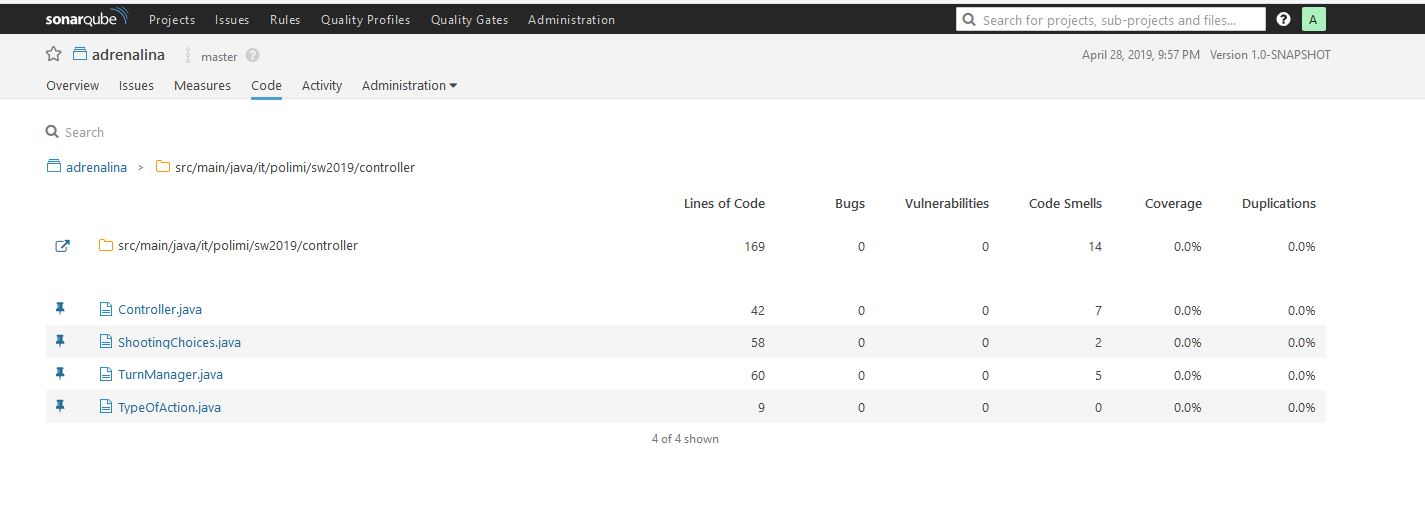 sonarqube Projects Issues Rules Quality Profiles Quality Gates Administration Search for projects, sub-projects and files... ? A
adrenalina master ? April 28, 2019, 9:57 PM Version 1.0-SNAPSHOT
Overview Issues Measures Code Activity Administration
Search
adrenalina > src/main/java/it/polimi/sw2019/controller
Lines of Code Bugs Vulnerabilities Code Smells Coverage Duplications
src/main/java/it/polimi/sw2019/controller 169 0 0 14 0.0% 0.0%
Controller.java 42 0 0 7 0.0% 0.0%
ShootingChoices.java 58 0 0 2 0.0% 0.0%
TurnManager.java 60 0 0 5 0.0% 0.0%
TypeOfAction.java 9 0 0 0 0.0% 0.0%
4 of 4 shown